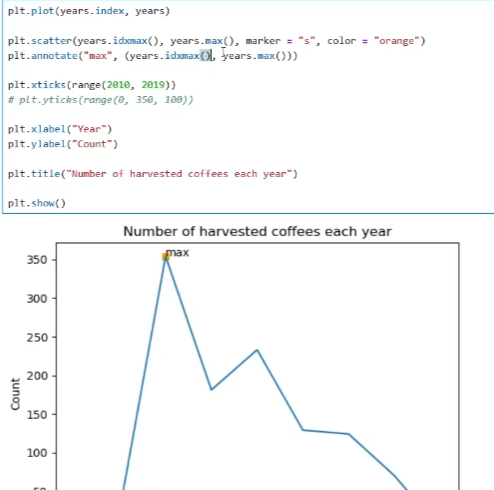 plt.plot(years.index, years)
plt.scatter(years.idxmax(), years.max(), marker = "s", color = "orange")
plt.annotate("max", (years.idxmax(), years.max()))
plt.xticks(range(2010, 2019))
# plt.yticks(range(0, 350, 100))
plt.xlabel("Year")
plt.ylabel("Count")
plt.title("Number of harvested coffees each year")
plt.show()
Number of harvested coffees each year
max
350
300
250
200
150
100
Count